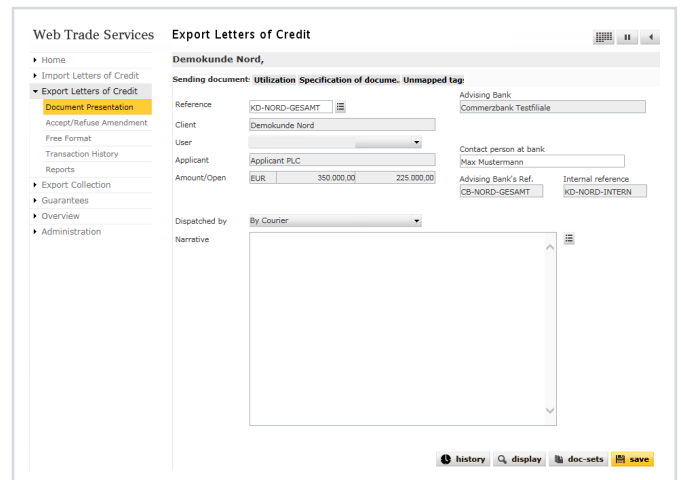 Web Trade Services
Export Letters of Credit
Home
Import Letters of Credit
Export Letters of Credit
Document Presentation
Accept/Refuse Amendment
Free Format
Transaction History
Reports
Export Collection
Guarantees
Overview
Administration
Demokunde Nord,
Sending document: Utilization Specification of docume.. Unmapped tag:
Advising Bank
Reference KD-NORD-GESAMT Commerzbank Testfiliale
Client Demokunde Nord
User
Contact person at bank
Applicant Applicant PLC Max Mustermann
Amount/Open EUR 350.000,00 225.000,00 Advising Bank's Ref. Internal reference
CB-NORD-GESAMT KD-NORD-INTERN
Dispatched by By Courier
Narrative
history display doc-sets save